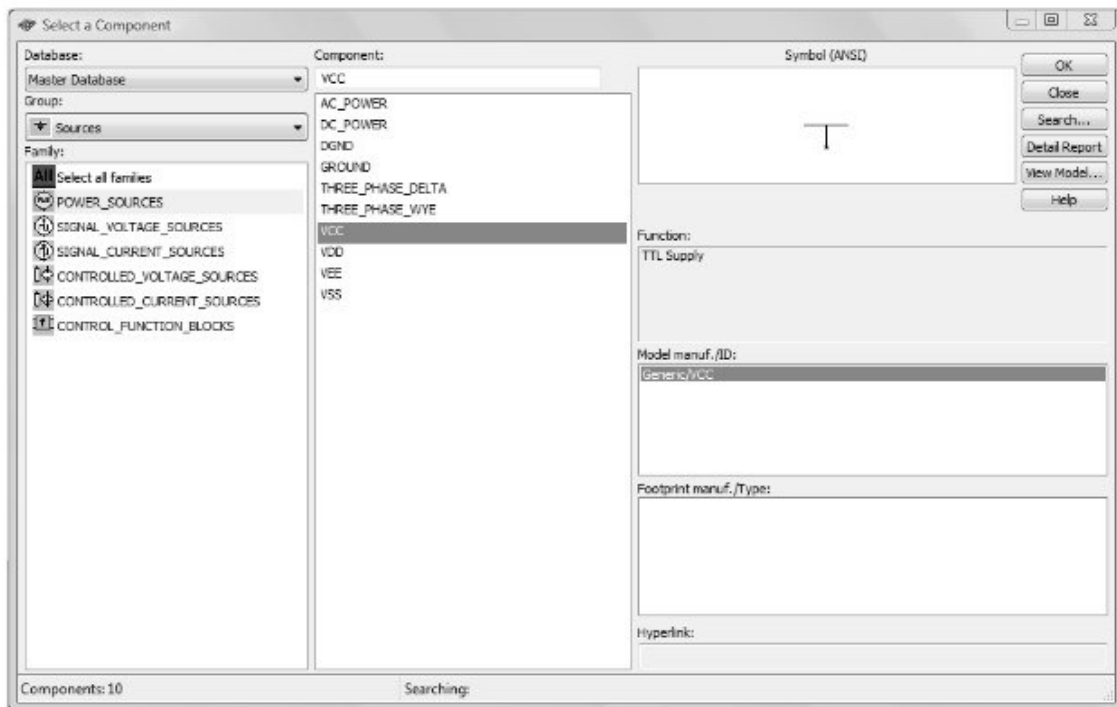 Select a Component
Database:
Master Database
Group:
Sources
Family:
All Select all families
POWER_SOURCES
SIGNAL_VOLTAGE_SOURCES
SIGNAL_CURRENT_SOURCES
CONTROLLED_VOLTAGE_SOURCES
CONTROLLED_CURRENT_SOURCES
CONTROL_FUNCTION_BLOCKS
Component:
VCC
AC_POWER
DC_POWER
DGND
GROUND
THREE_PHASE_DELTA
THREE_PHASE_WYE
VCC
VDD
VEE
VSS
Symbol (ANSI)
OK
Close
Search...
Detail Report
View Model...
Help
Function:
TTL Supply
Model manuf./ID:
Generic/VCC
Footprint manuf./Type:
Hyperlink:
Components: 10
Searching: